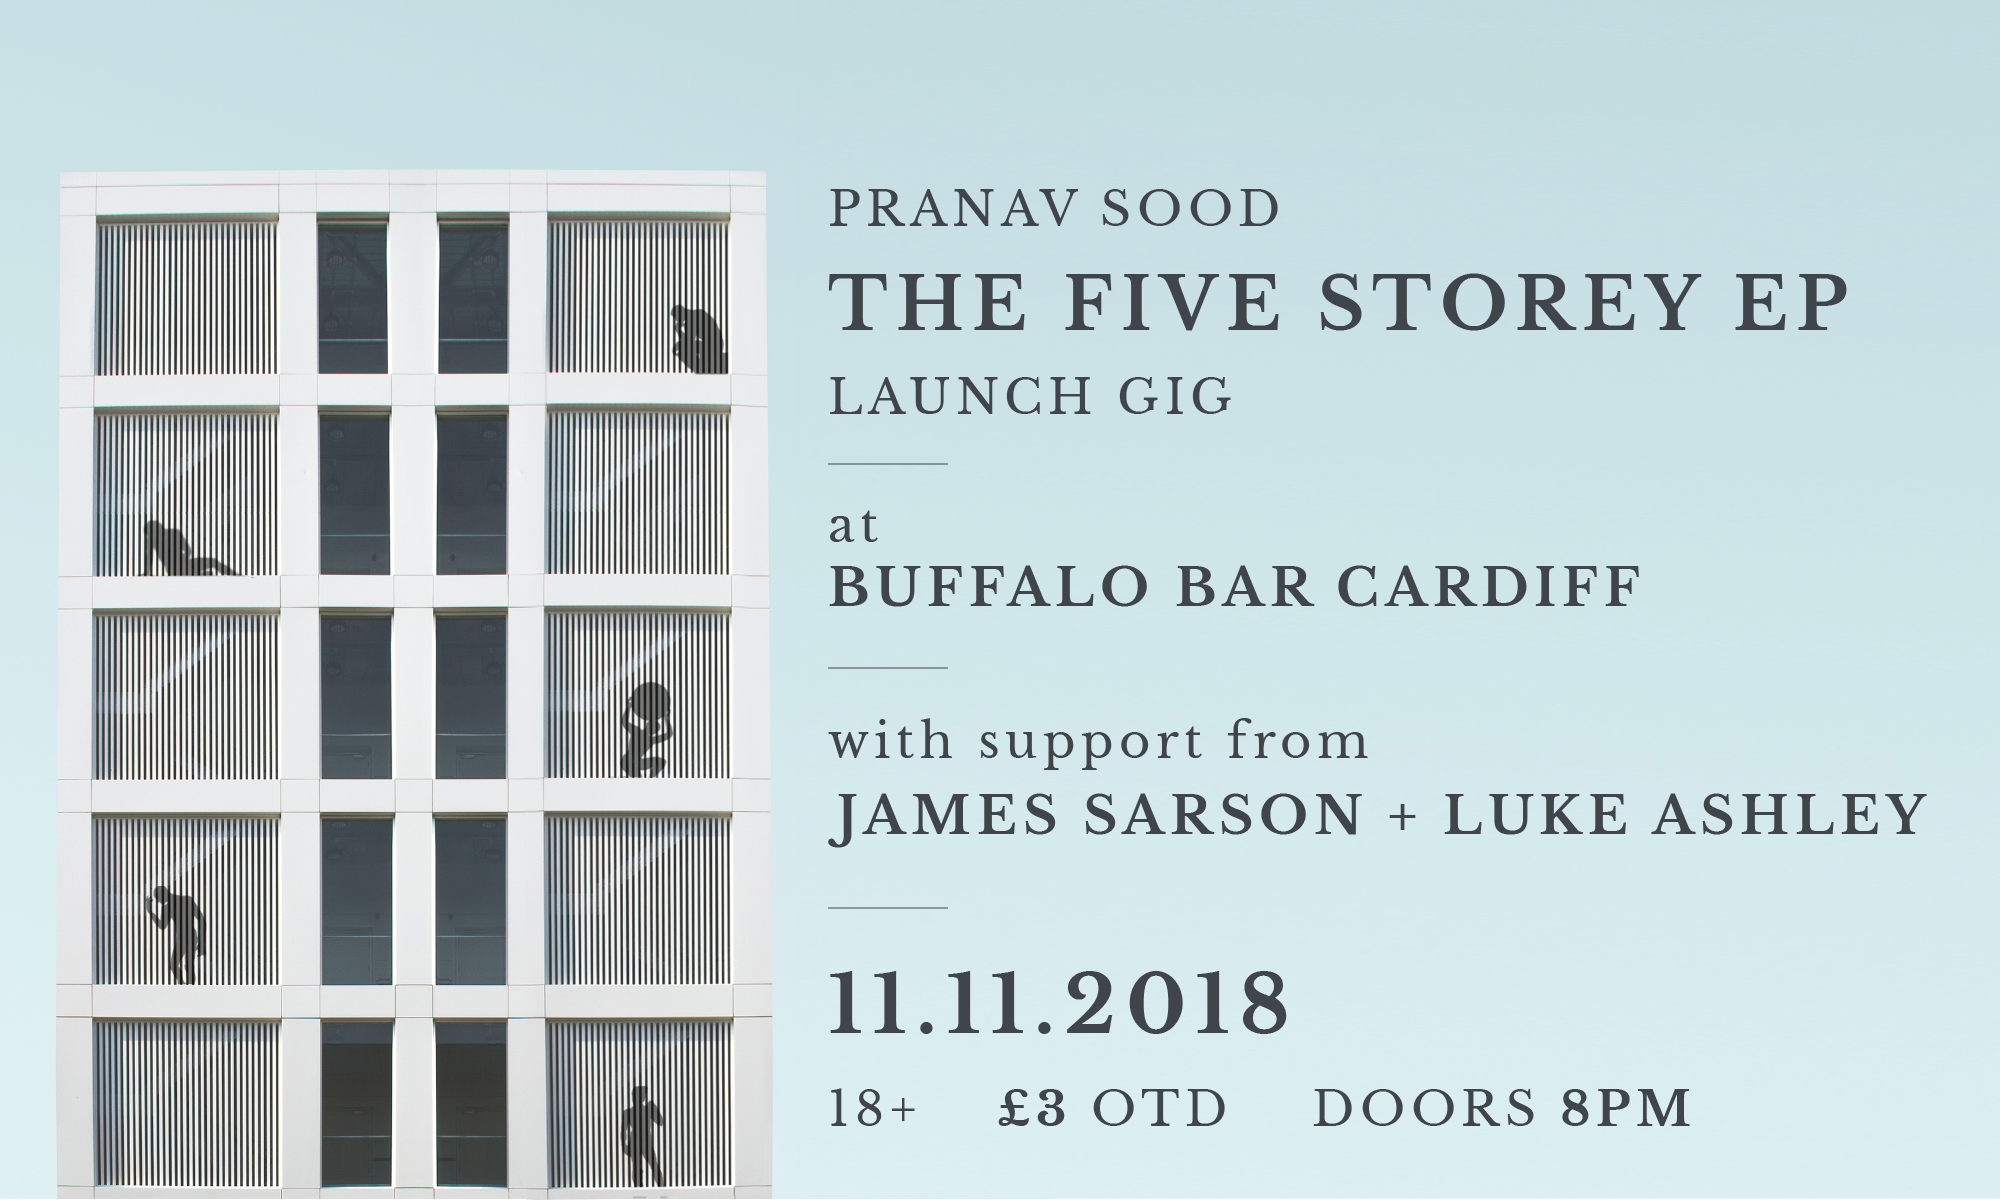 PRANAV SOOD
THE FIVE STOREY EP
LAUNCH GIG
at
BUFFALO BAR CARDIFF
with support from
JAMES SARSON + LUKE ASHLEY
11.11.2018
18+ £3 OTD DOORS 8PM